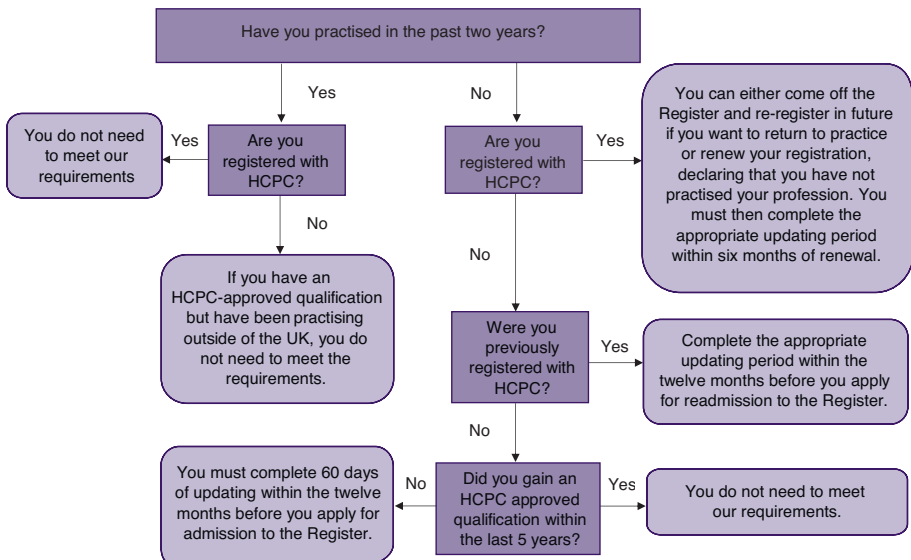 Have you practised in the past two years?
Yes
No
You do not need
to meet our
requirements
Yes
Are you
registered with
HCPC?
Are you
registered with
HCPC?
Yes
You can either come off the
Register and re-register in future
if you want to return to practice
or renew your registration,
declaring that you have not
practised your profession. You
must then complete the
appropriate updating period
within six months of renewal.
No
No
If you have an
HCPC-approved qualification
but have been practising
outside of the UK, you do
not need to meet the
requirements.
Were you
previously
registered with
HCPC?
Yes
Complete the appropriate
updating period within the
twelve months before you apply
for readmission to the Register.
No
You must complete 60 days
of updating within the twelve
months before you apply for
admission to the Register.
No
Did you gain an
HCPC approved
qualification within
the last 5 years?
Yes
You do not need to meet
our requirements.